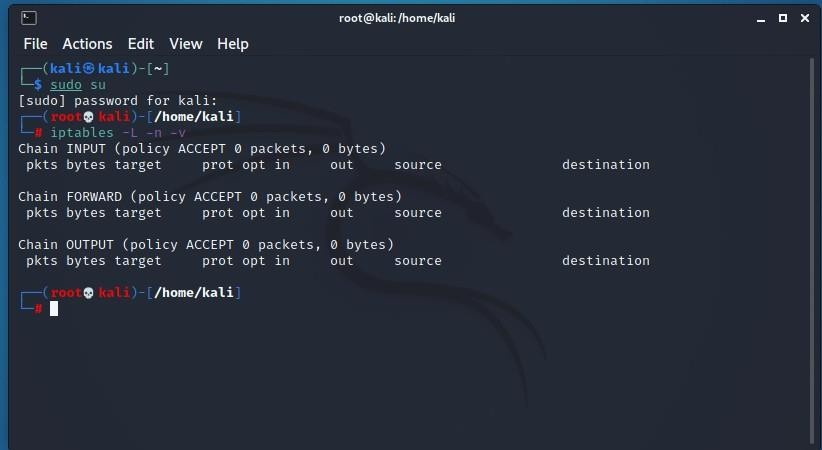 root@kali:/home/kali
File Actions Edit View Help
┌──(kali㉿kali)-[~]
└─$ sudo su
[sudo] password for kali:
┌──(root💀kali)-[/home/kali]
└─# iptables -L -n -v
Chain INPUT (policy ACCEPT 0 packets, 0 bytes)
 pkts bytes target     prot opt in     out     source               destination
Chain FORWARD (policy ACCEPT 0 packets, 0 bytes)
 pkts bytes target     prot opt in     out     source               destination
Chain OUTPUT (policy ACCEPT 0 packets, 0 bytes)
 pkts bytes target     prot opt in     out     source               destination
┌──(root💀kali)-[/home/kali]
└─#